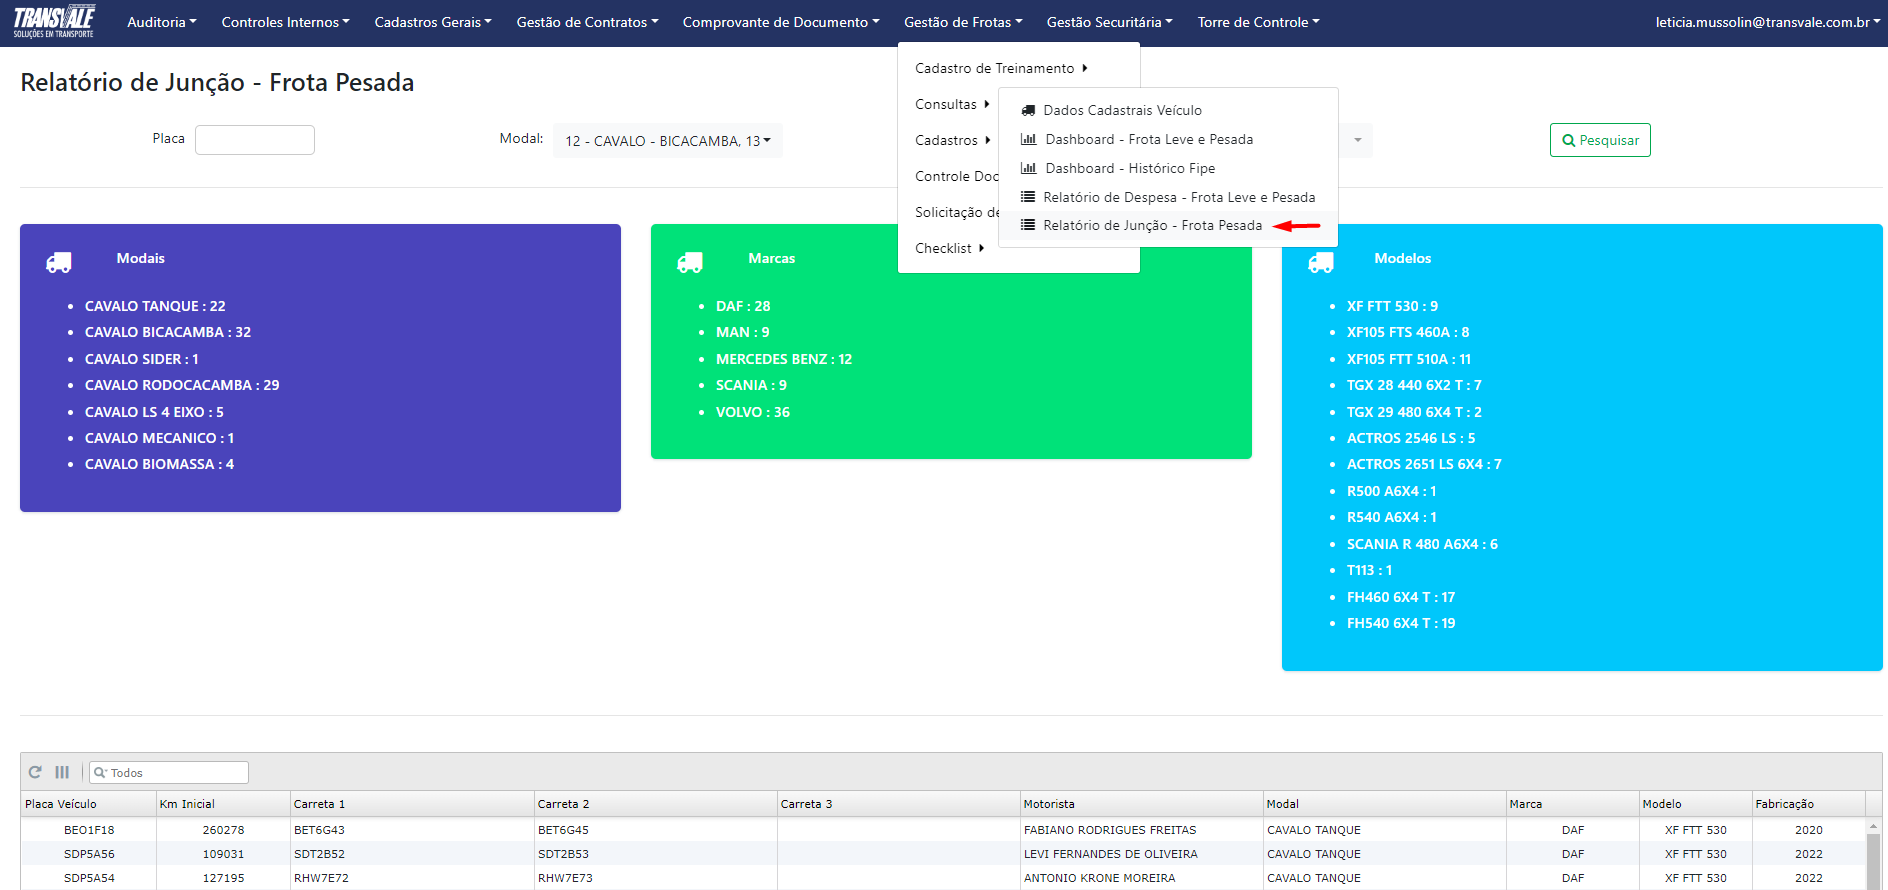 TRANSVALE
SOLUÇÕES EM TRANSPORTE
Auditoria
Controles Internos
Cadastros Gerais
Gestão de Contratos
Comprovante de Documento
Gestão de Frotas
Gestão Securitária
Torre de Controle
leticia.mussolin@transvale.com.br
Relatório de Junção - Frota Pesada
Placa
Modal:
12 - CAVALO - BICACAMBA, 13
Pesquisar
Cadastro de Treinamento
Consultas
Cadastros
Controle Doc
Solicitação de
Checklist
Dados Cadastrais Veículo
Dashboard - Frota Leve e Pesada
Dashboard - Histórico Fipe
Relatório de Despesa - Frota Leve e Pesada
Relatório de Junção - Frota Pesada
Modais
CAVALO TANQUE : 22
CAVALO BICACAMBA : 32
CAVALO SIDER : 1
CAVALO RODOCACAMBA : 29
CAVALO LS 4 EIXO : 5
CAVALO MECANICO : 1
CAVALO BIOMASSA : 4
Marcas
DAF : 28
MAN : 9
MERCEDES BENZ : 12
SCANIA : 9
VOLVO : 36
Modelos
XF FTT 530 : 9
XF105 FTS 460A : 8
XF105 FTT 510A : 11
TGX 28 440 6X2 T : 7
TGX 29 480 6X4 T : 2
ACTROS 2546 LS : 5
ACTROS 2651 LS 6X4 : 7
R500 A6X4 : 1
R540 A6X4 : 1
SCANIA R 480 A6X4 : 6
T113 : 1
FH460 6X4 T : 17
FH540 6X4 T : 19
Todos
Placa Veículo Km Inicial Carreta 1 Carreta 2 Carreta 3 Motorista Modal Marca Modelo Fabricação
BEO1F18 260278 BET6G43 BET6G45 FABIANO RODRIGUES FREITAS CAVALO TANQUE DAF XF FTT 530 2020
SDP5A56 109031 SDT2B52 SDT2B53 LEVI FERNANDES DE OLIVEIRA CAVALO TANQUE DAF XF FTT 530 2022
SDP5A54 127195 RHW7E72 RHW7E73 ANTONIO KRONE MOREIRA CAVALO TANQUE DAF XF FTT 530 2022